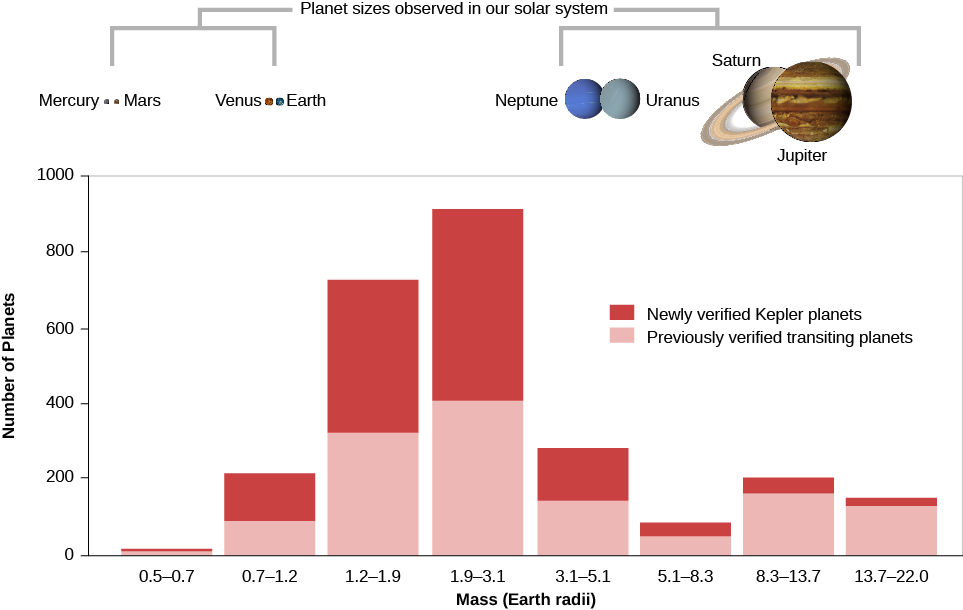 Planet sizes observed in our solar system
Saturn
Mercury Mars Venus Earth Neptune Uranus
Jupiter
1000
800
600
400
200
0
Number of Planets
Newly verified Kepler planets
Previously verified transiting planets
0.5–0.7 0.7–1.2 1.2–1.9 1.9–3.1 3.1–5.1 5.1–8.3 8.3–13.7 13.7–22.0
Mass (Earth radii)